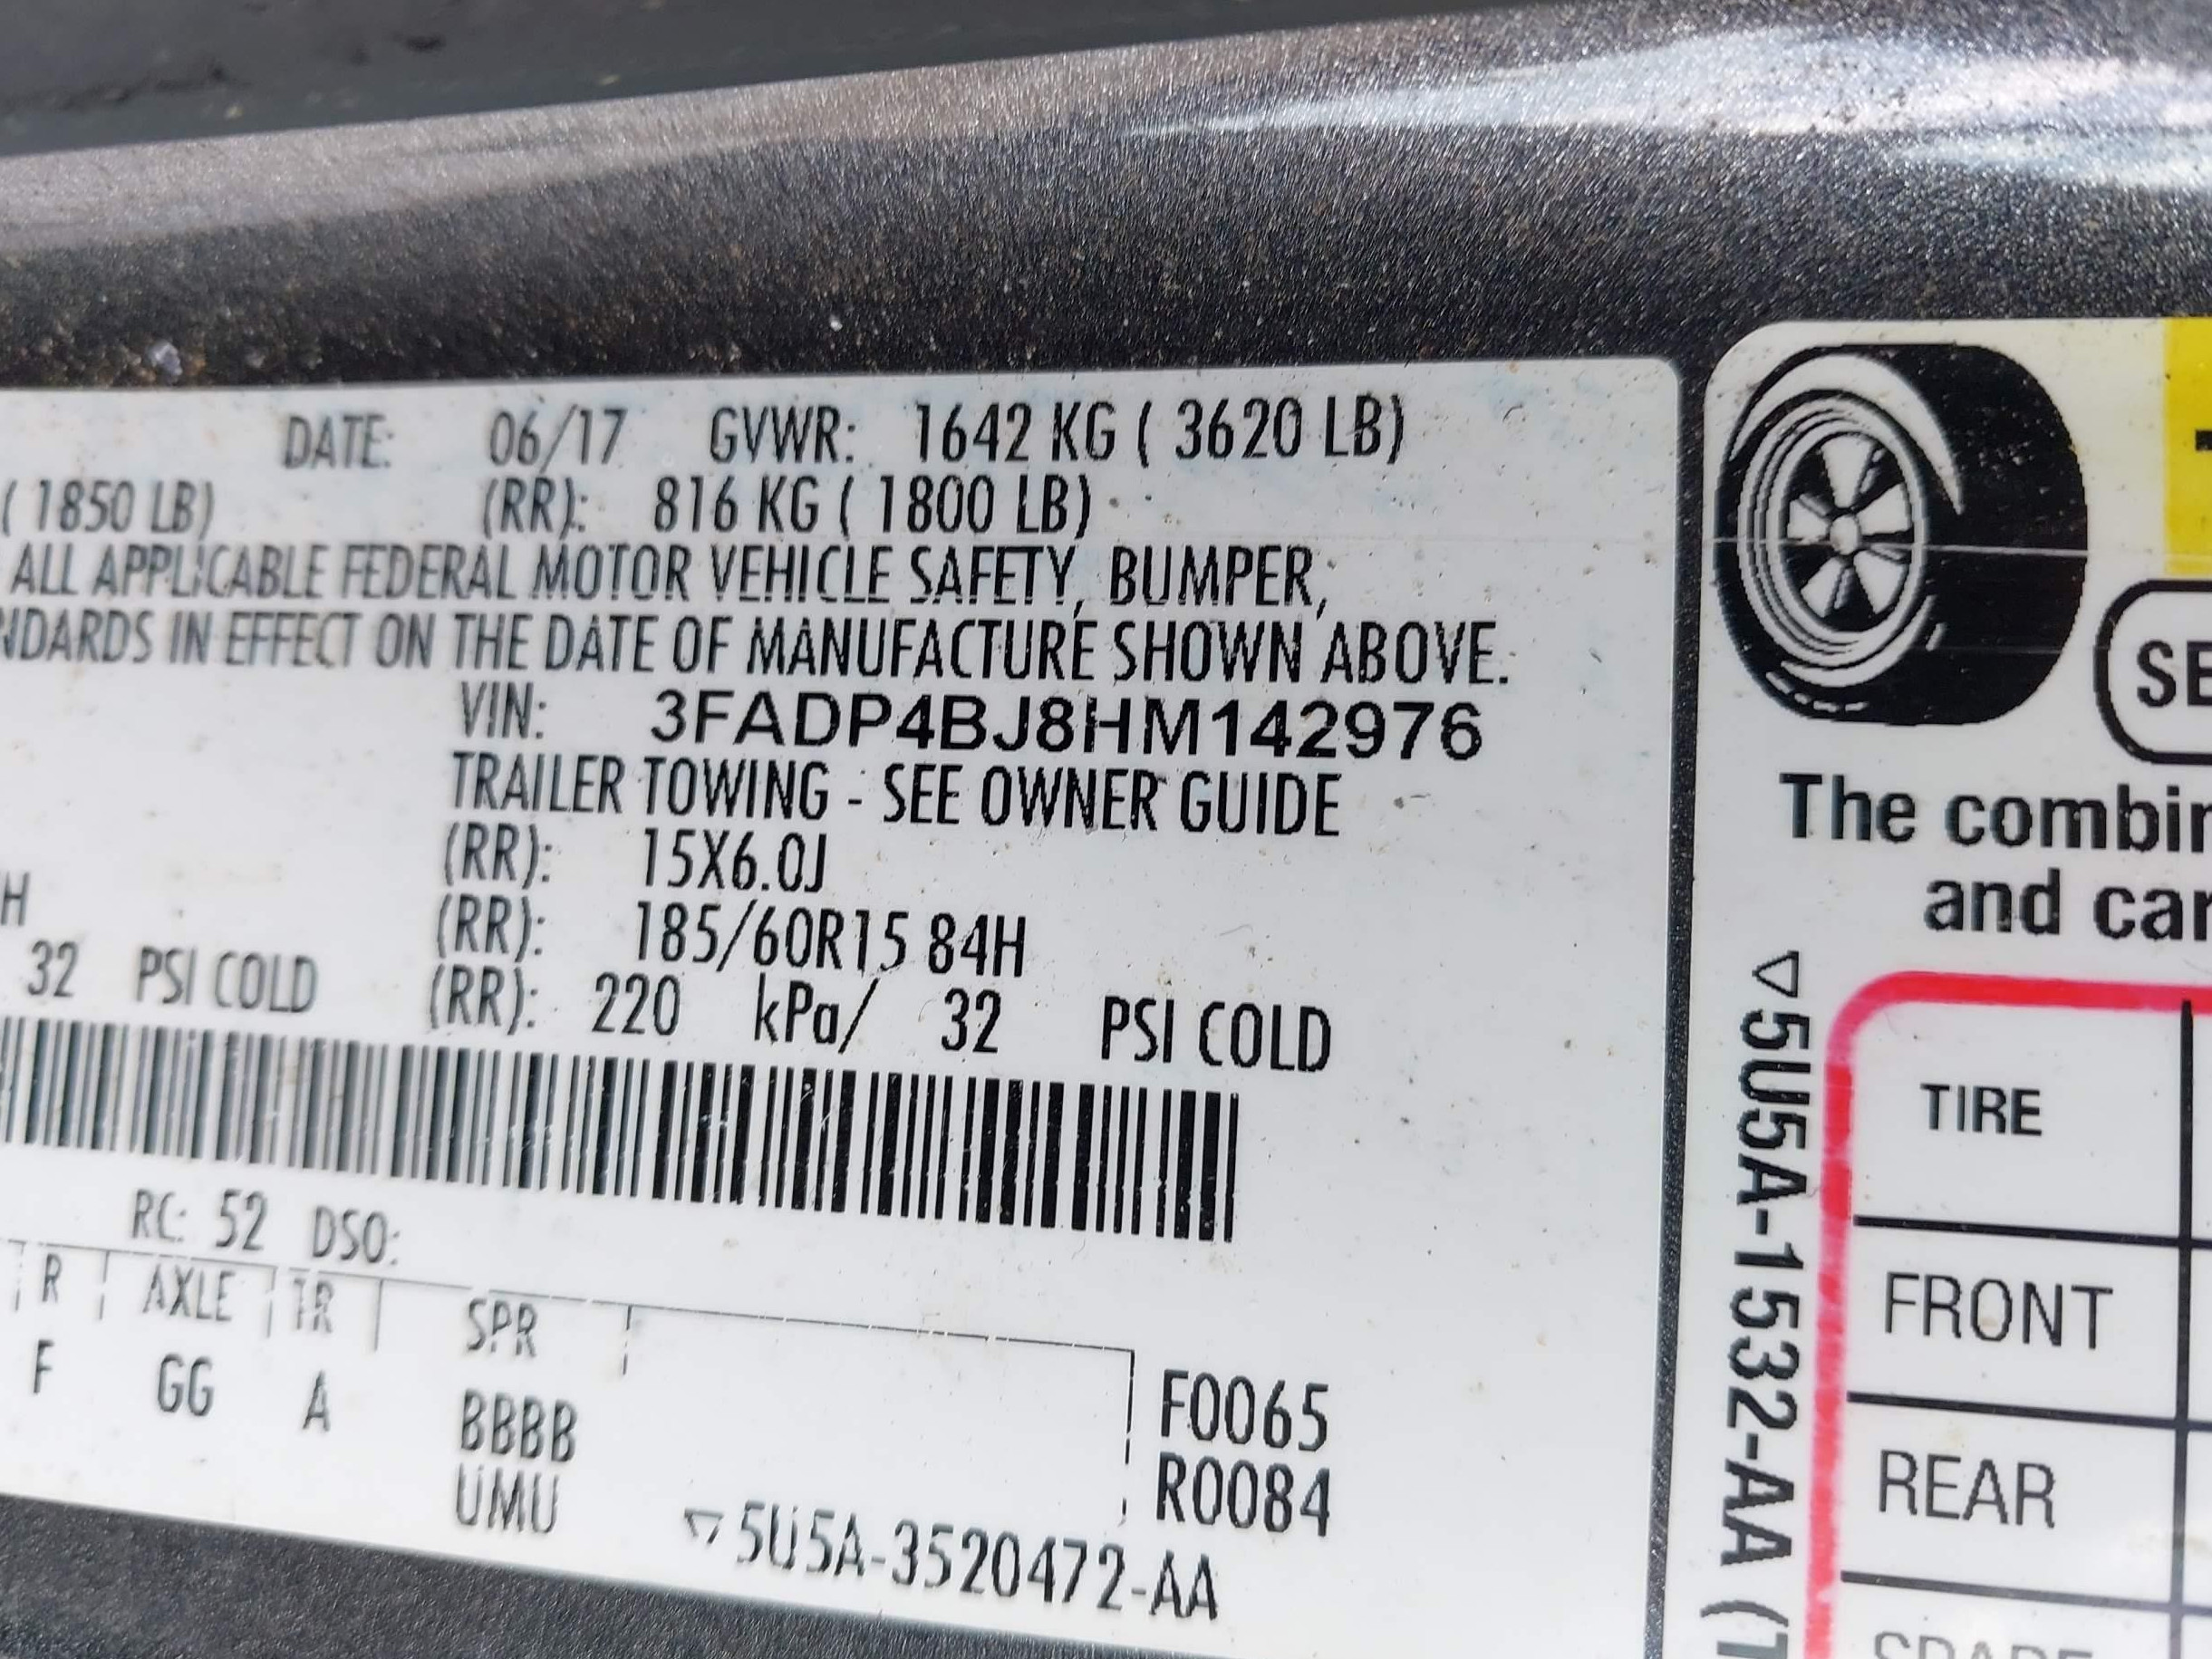 DATE: 06/17 GVWR: 1642 KG ( 3620 LB)
( 1850 LB) (RR): 816 KG ( 1800 LB)
ALL APPLICABLE FEDERAL MOTOR VEHICLE SAFETY, BUMPER,
NDARDS IN EFFECT ON THE DATE OF MANUFACTURE SHOWN ABOVE.
VIN: 3FADP4BJ8HM142976
TRAILER TOWING - SEE OWNER GUIDE
(RR): 15X6.0J
H (RR): 185/60R15 84H
32 PSI COLD (RR): 220 kPa/ 32 PSI COLD
RC: 52 DSO:
R AXLE TR SPR
F GG A BBBB F0065
UMU R0084
▽5U5A-3520472-AA
SE
The combin
and car
▽5U5A-1532-AA (1
TIRE
FRONT
REAR
SPARE